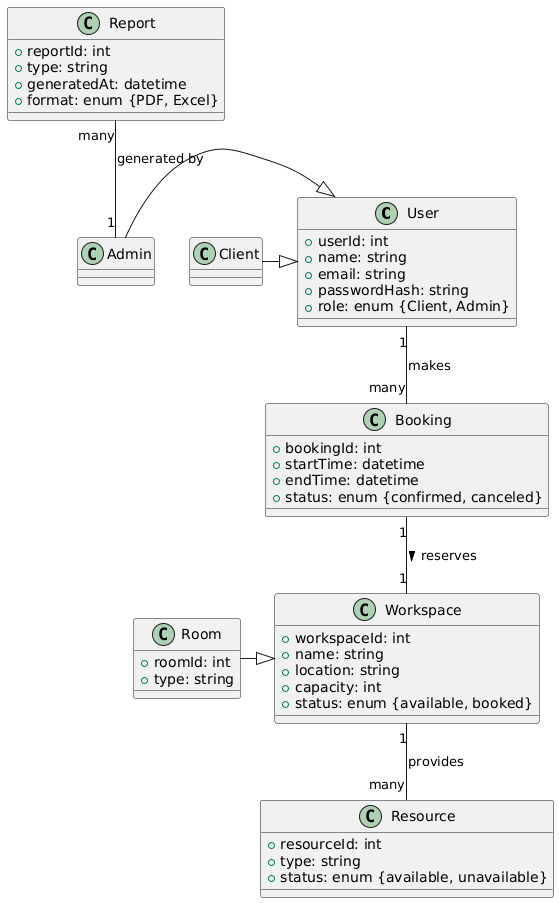 C Report
reportId: int
type: string
generatedAt: datetime
format: enum {PDF, Excel}
many
generated by
1
C Admin
C Client
C User
userId: int
name: string
email: string
passwordHash: string
role: enum {Client, Admin}
1
makes
many
C Booking
bookingId: int
startTime: datetime
endTime: datetime
status: enum {confirmed, canceled}
1
reserves
1
C Room
roomId: int
type: string
C Workspace
workspaceId: int
name: string
location: string
capacity: int
status: enum {available, booked}
1
provides
many
C Resource
resourceId: int
type: string
status: enum {available, unavailable}